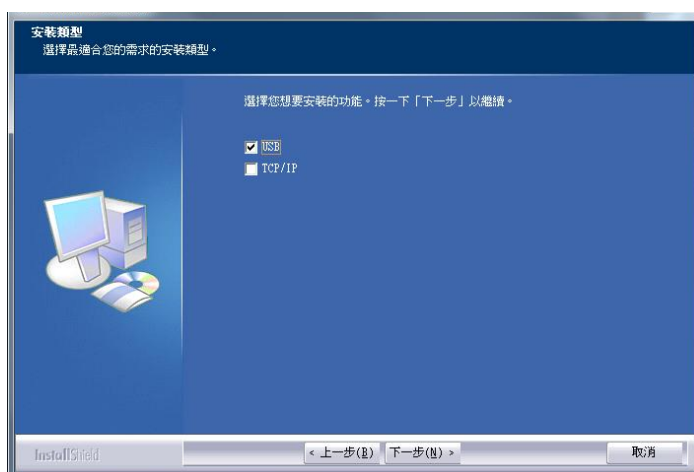 安裝類型
選擇最適合您的需求的安裝類型。
選擇您想要安裝的功能。按一下「下一步」以繼續。
USB
TCP/IP
InstallShield
< 上一步(B)
下一步(N) >
取消